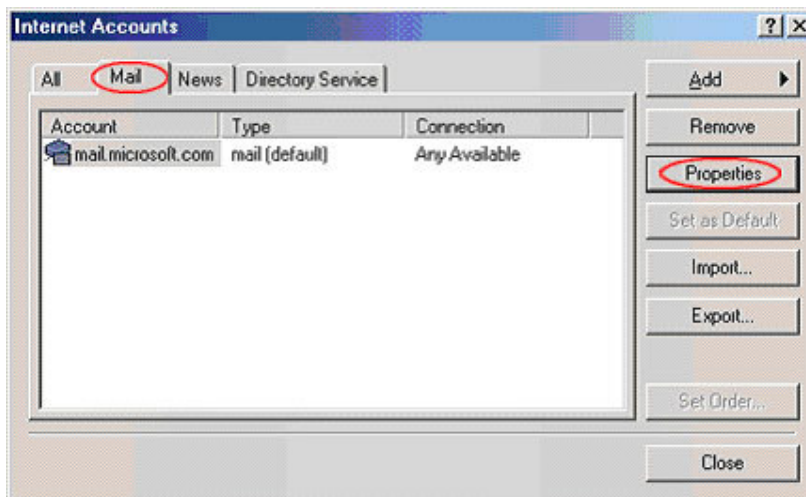 Internet Accounts
All Mail News Directory Service
Account Type Connection
mail.microsoft.com mail (default) Any Available
Add
Remove
Properties
Set as Default
Import...
Export...
Set Order...
Close